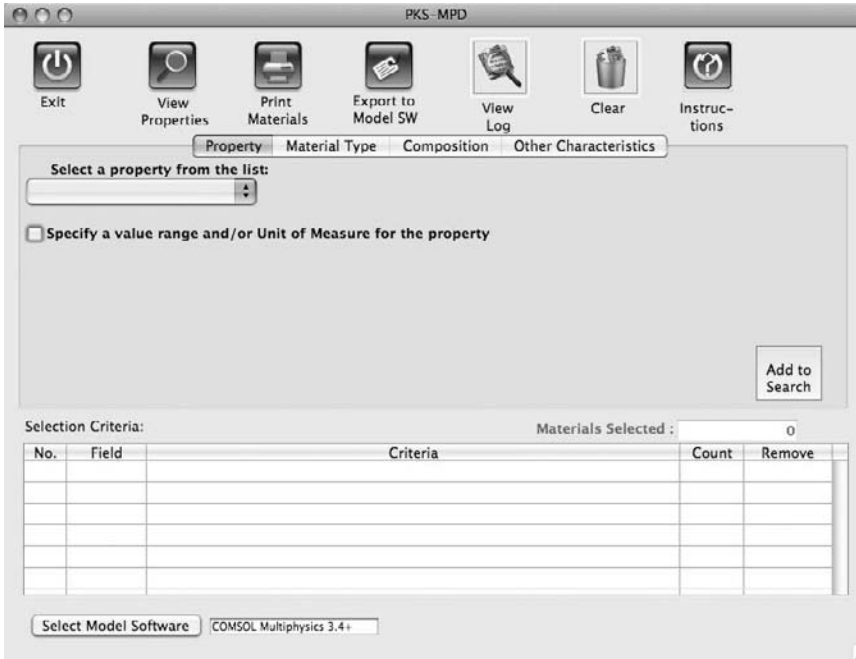 PKS-MPD
Exit
View
Properties
Print
Materials
Export to
Model SW
View
Log
Clear
Instruc-
tions
Property Material Type Composition Other Characteristics
Select a property from the list:
Specify a value range and/or Unit of Measure for the property
Add to
Search
Selection Criteria: Materials Selected : 0
No. Field Criteria Count Remove
Select Model Software COMSOL Multiphysics 3.4+